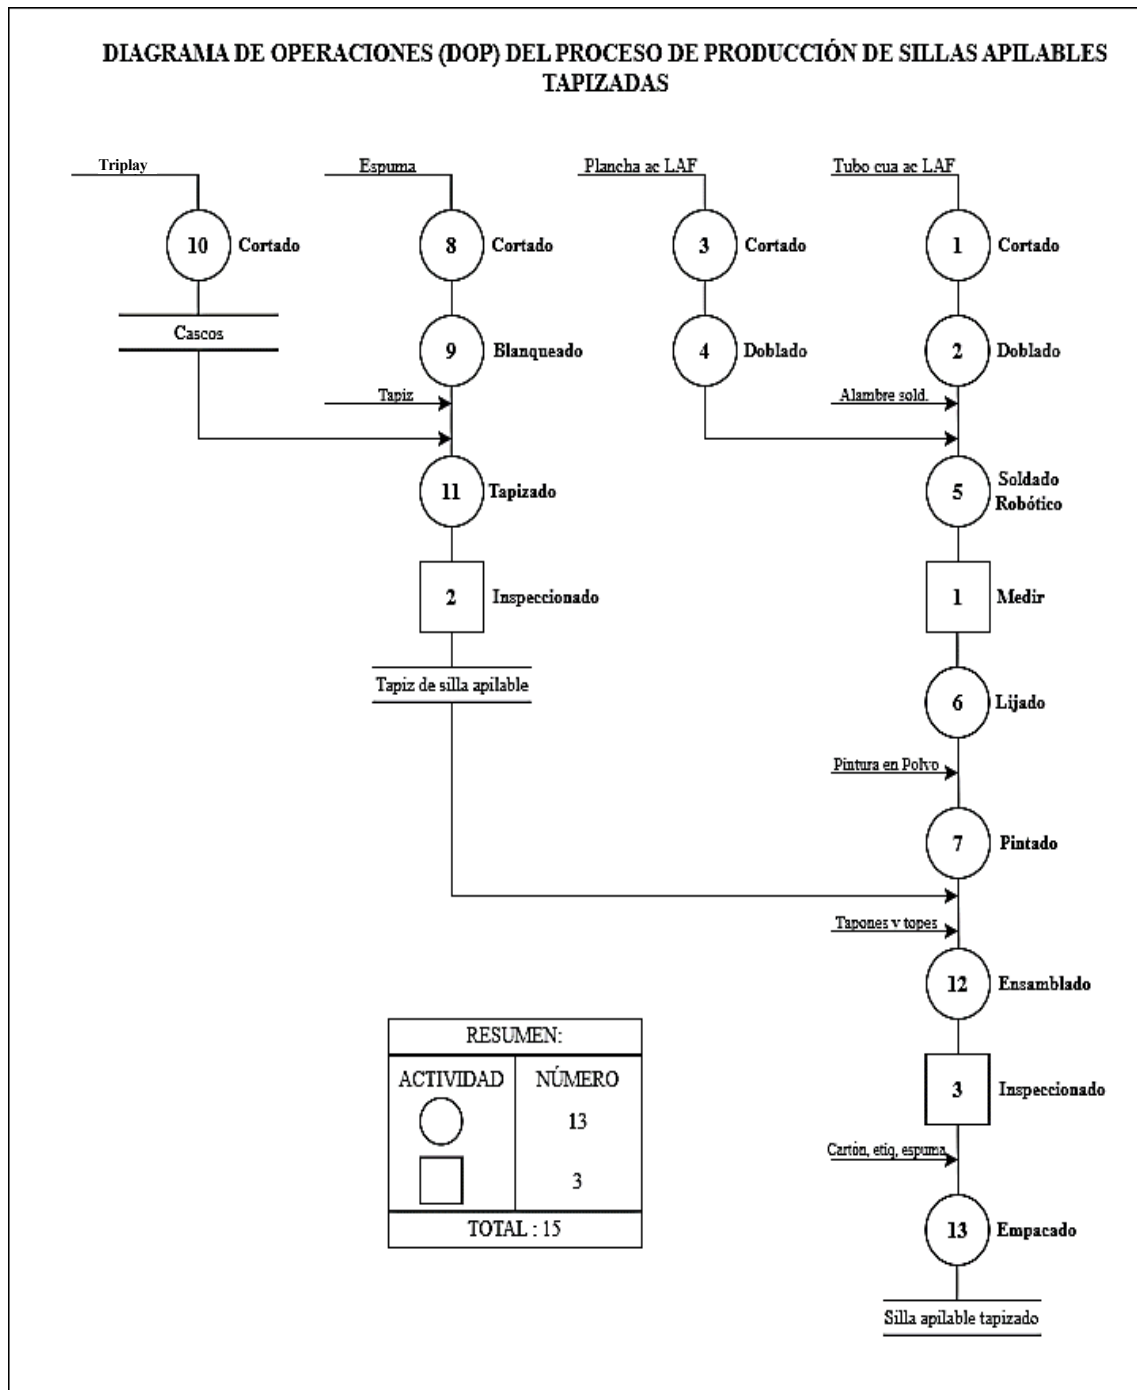 DIAGRAMA DE OPERACIONES (DOP) DEL PROCESO DE PRODUCCIÓN DE SILLAS APILABLES
TAPIZADAS
Triplay
Espuma
Plancha ac LAF
Tubo cua ac LAF
10 Cortado
8 Cortado
3 Cortado
1 Cortado
Cascos
9 Blanqueado
4 Doblado
2 Doblado
Tapiz
Alambre sold.
11 Tapizado
5 Soldado
Robótico
2 Inspeccionado
1 Medir
Tapiz de silla apilable
6 Lijado
Pintura en Polvo
7 Pintado
Tapones y topes
12 Ensamblado
RESUMEN:
ACTIVIDAD NÚMERO
13
3
TOTAL : 15
3 Inspeccionado
Cartón, etiq, espuma
13 Empacado
Silla apilable tapizado